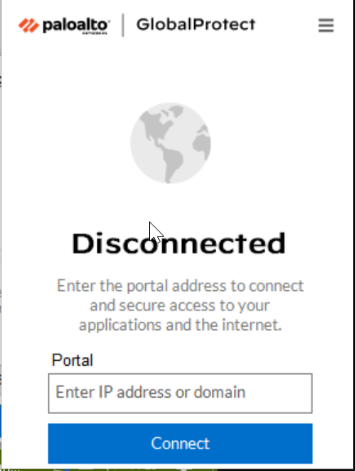 paloalto NETWORKS | GlobalProtect
Disconnected
Enter the portal address to connect
and secure access to your
applications and the internet.
Portal
Enter IP address or domain
Connect